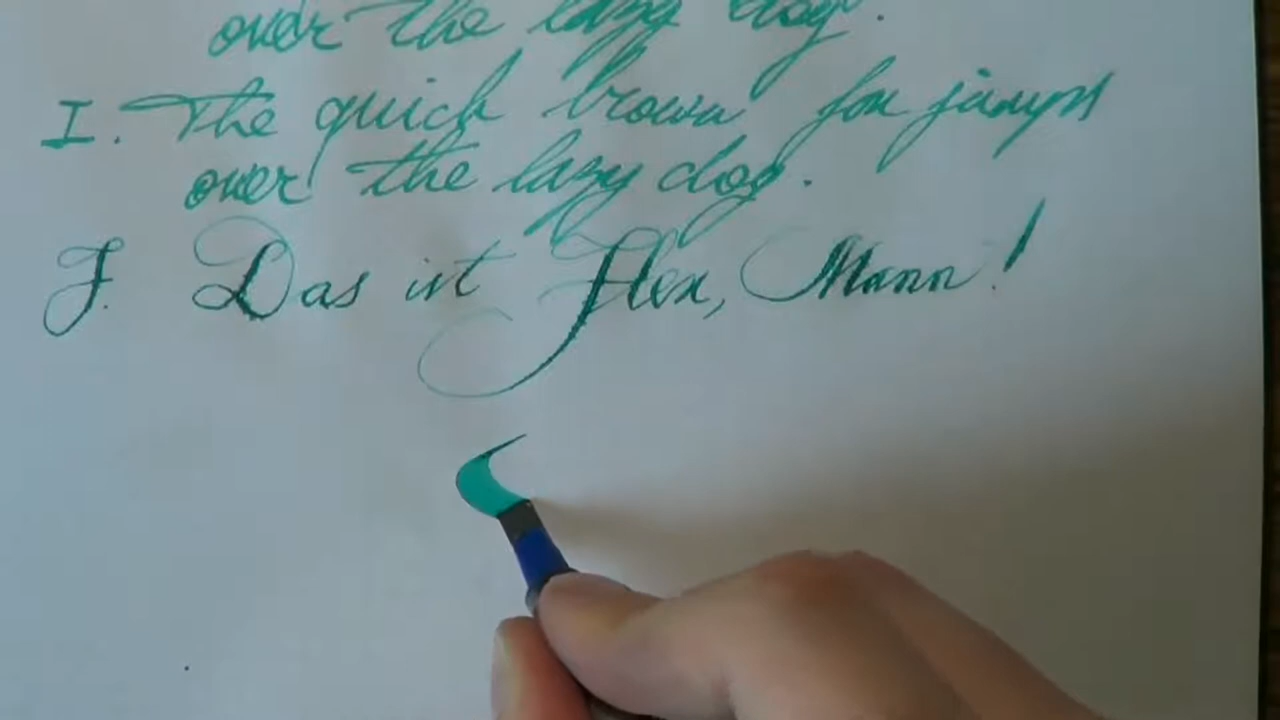 over the lazy dog.
I. The quick brown fox jumps
over the lazy dog.
J. Das ist Flex, Mann!